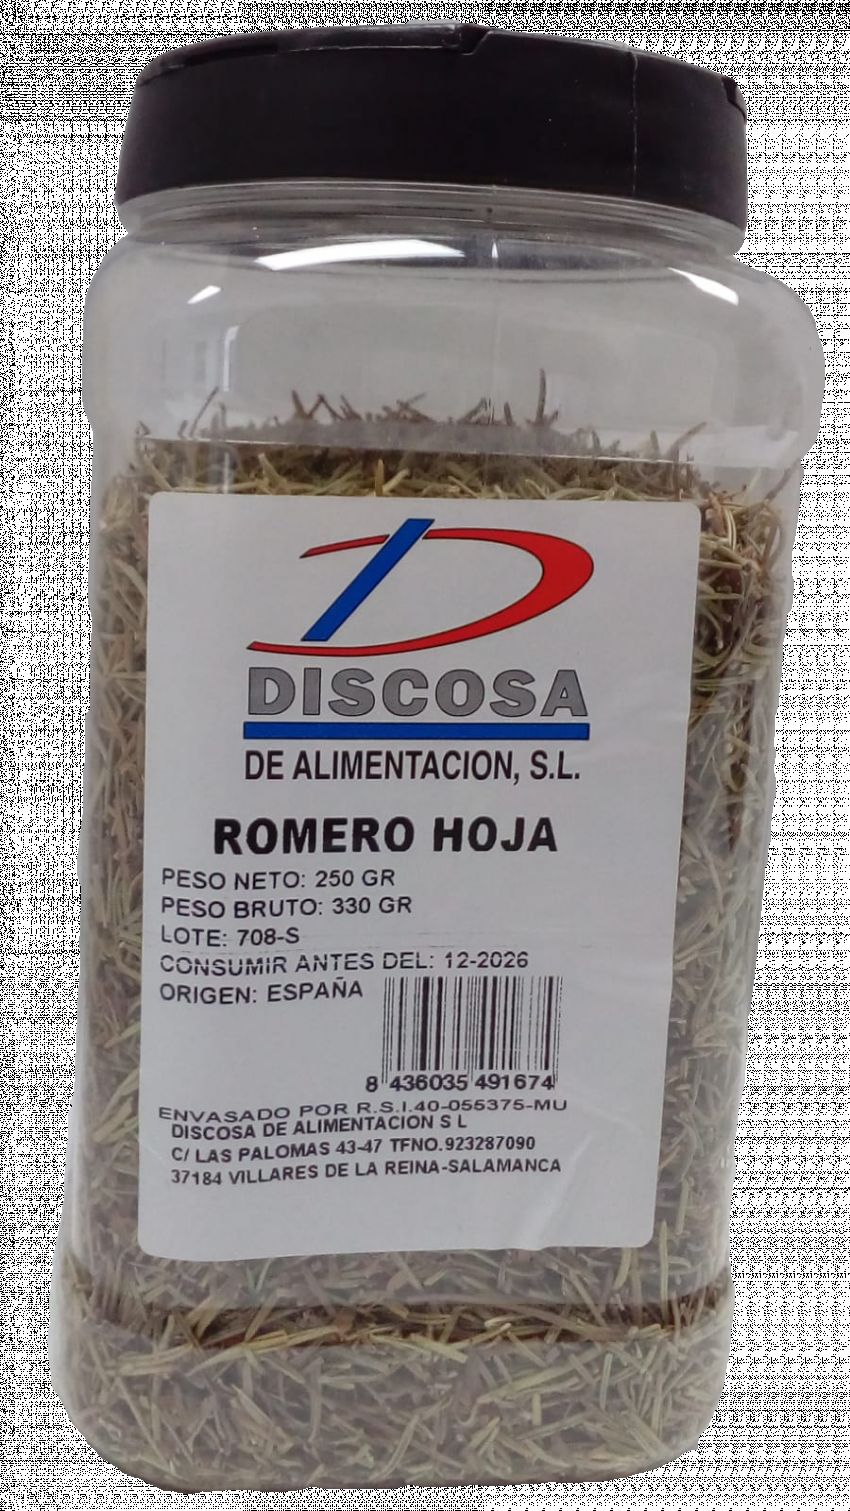 DISCOSA
DE ALIMENTACION, S.L.
ROMERO HOJA
PESO NETO: 250 GR
PESO BRUTO: 330 GR
LOTE: 708-S
CONSUMIR ANTES DEL: 12-2026
ORIGEN: ESPAÑA
8 436035 491674
ENVASADO POR R.S.I.40-055375-MU
DISCOSA DE ALIMENTACION S L
C/ LAS PALOMAS 43-47 TFNO.923287090
37184 VILLARES DE LA REINA-SALAMANCA